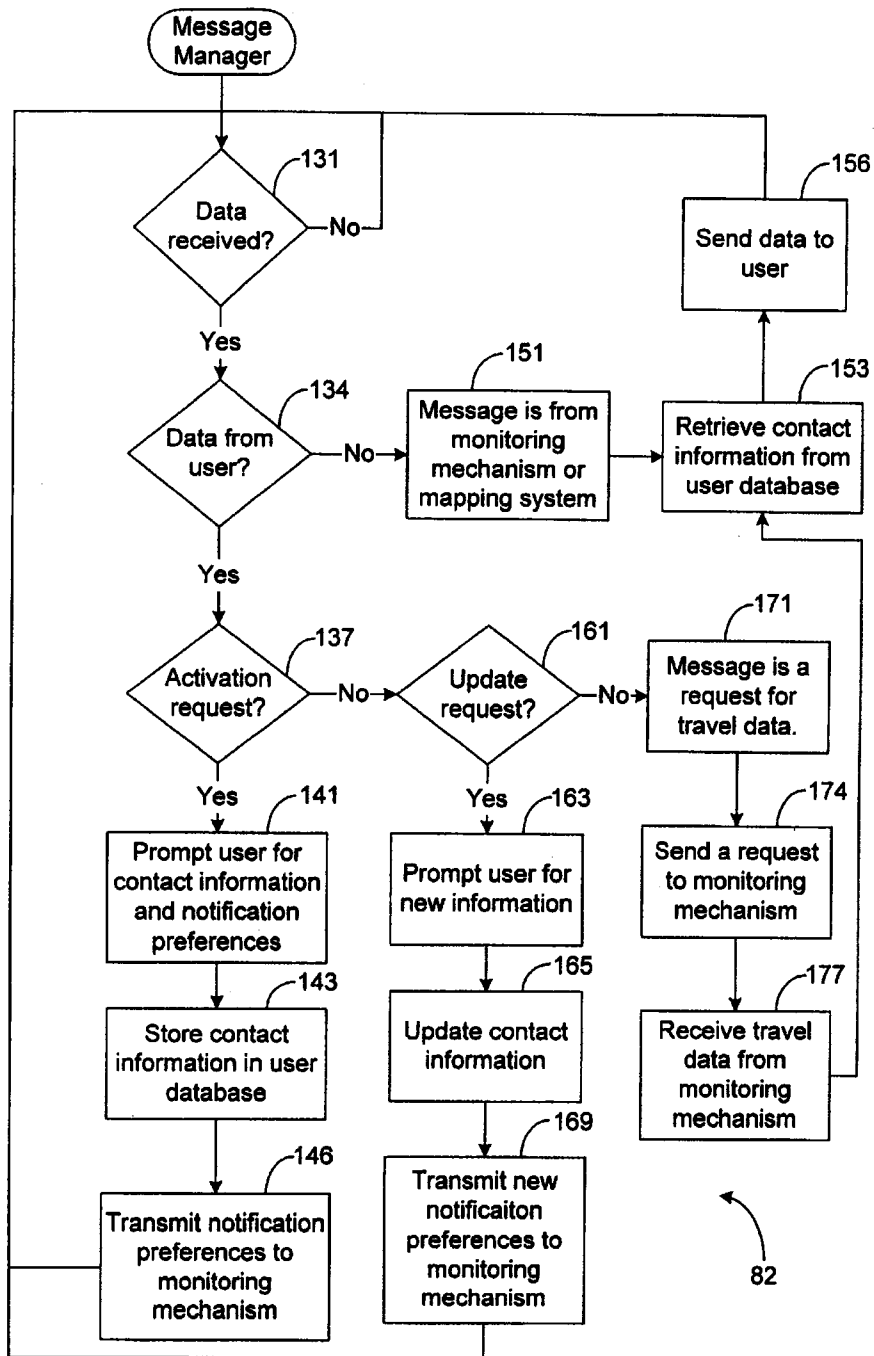 Message
Manager
131
Data
received?
No
Yes
156
Send data to
user
134
Data from
user?
No
151
Message is from
monitoring
mechanism or
mapping system
153
Retrieve contact
information from
user database
Yes
137
Activation
request?
No
161
Update
request?
No
171
Message is a
request for
travel data.
Yes
141
Prompt user for
contact information
and notification
preferences
Yes
163
Prompt user for
new information
174
Send a request
to monitoring
mechanism
143
Store contact
information in user
database
165
Update contact
information
177
Receive travel
data from
monitoring
mechanism
146
Transmit notification
preferences to
monitoring
mechanism
169
Transmit new
notificaiton
preferences to
monitoring
mechanism
82